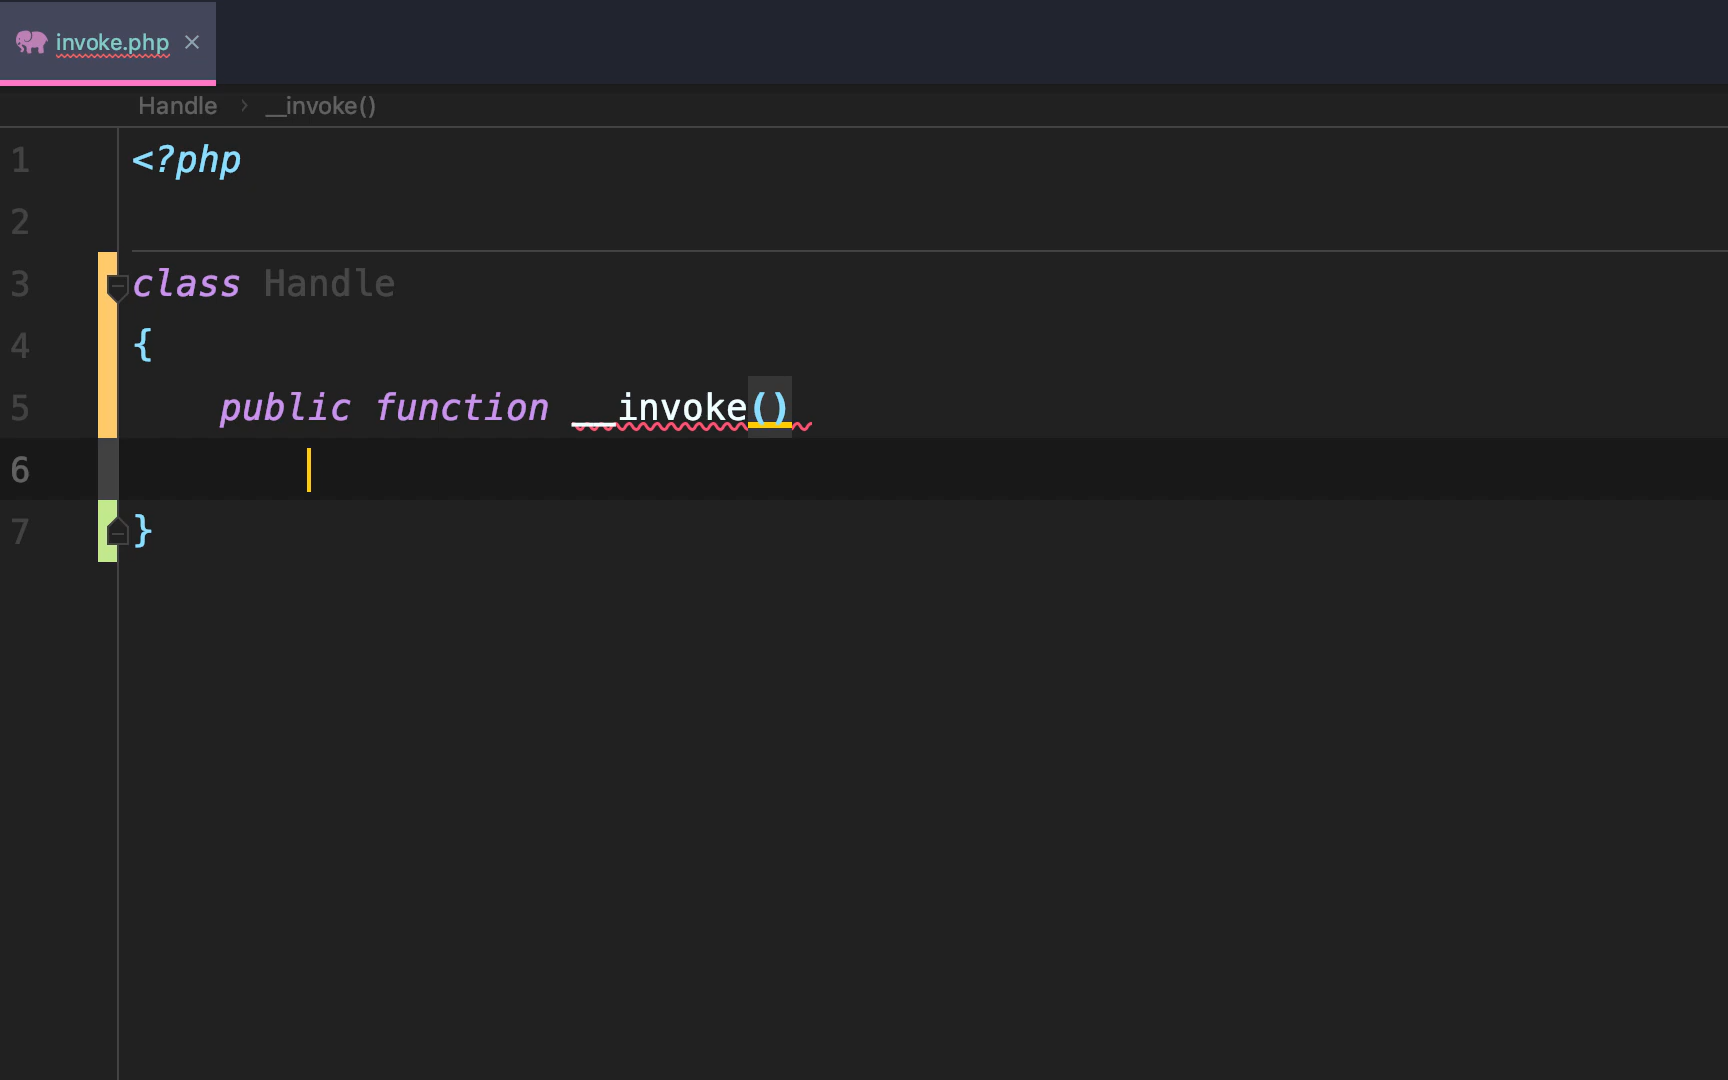 invoke.php ×
Handle > __invoke()
1 <?php
2
3 class Handle
4 {
5 public function __invoke()
6
7 }